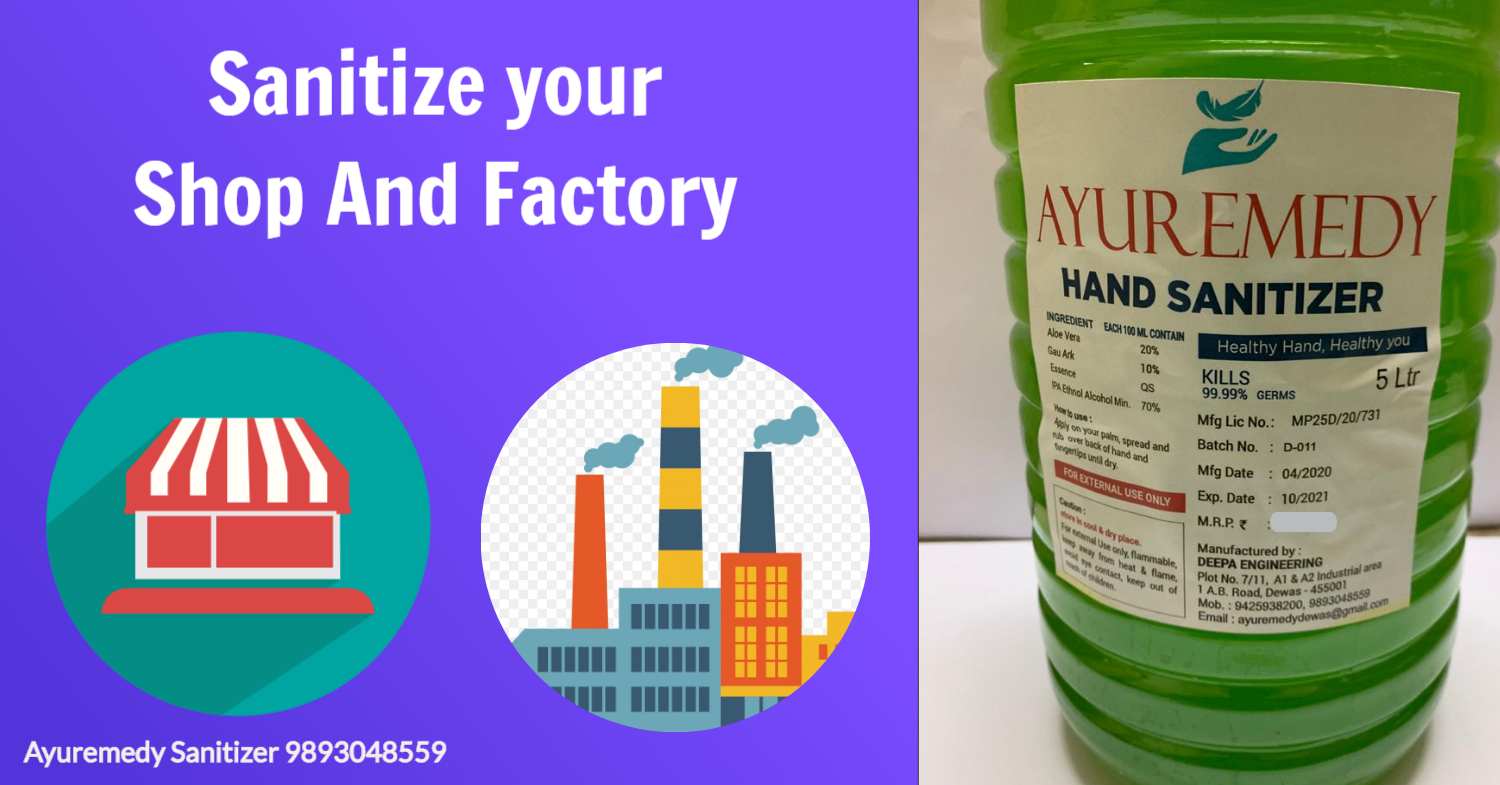 Sanitize your
Shop And Factory
Ayuremedy Sanitizer 9893048559
AYUREMEDY
HAND SANITIZER
INGREDIENT EACH 100 ML CONTAIN
Aloe Vera 20%
Gau Ark 10%
Essence QS
IPA Ethnol Alcohol Min. 70%
How to use :
Apply on your palm, spread and
rub over back of hand and
fingertips until dry.
FOR EXTERNAL USE ONLY
Caution :
store in cool & dry place.
For external Use only, flammable,
keep away from heat & flame,
avoid eye contact, keep out of
reach of children.
Healthy Hand, Healthy you
KILLS
99.99% GERMS
5 Ltr
Mfg Lic No.: MP25D/20/731
Batch No. : D-011
Mfg Date : 04/2020
Exp. Date : 10/2021
M.R.P. ₹ :
Manufactured by :
DEEPA ENGINEERING
Plot No. 7/11, A1 & A2 Industrial area
1 A.B. Road, Dewas - 455001
Mob. : 9425938200, 9893048559
Email : ayuremedydewas@gmail.com